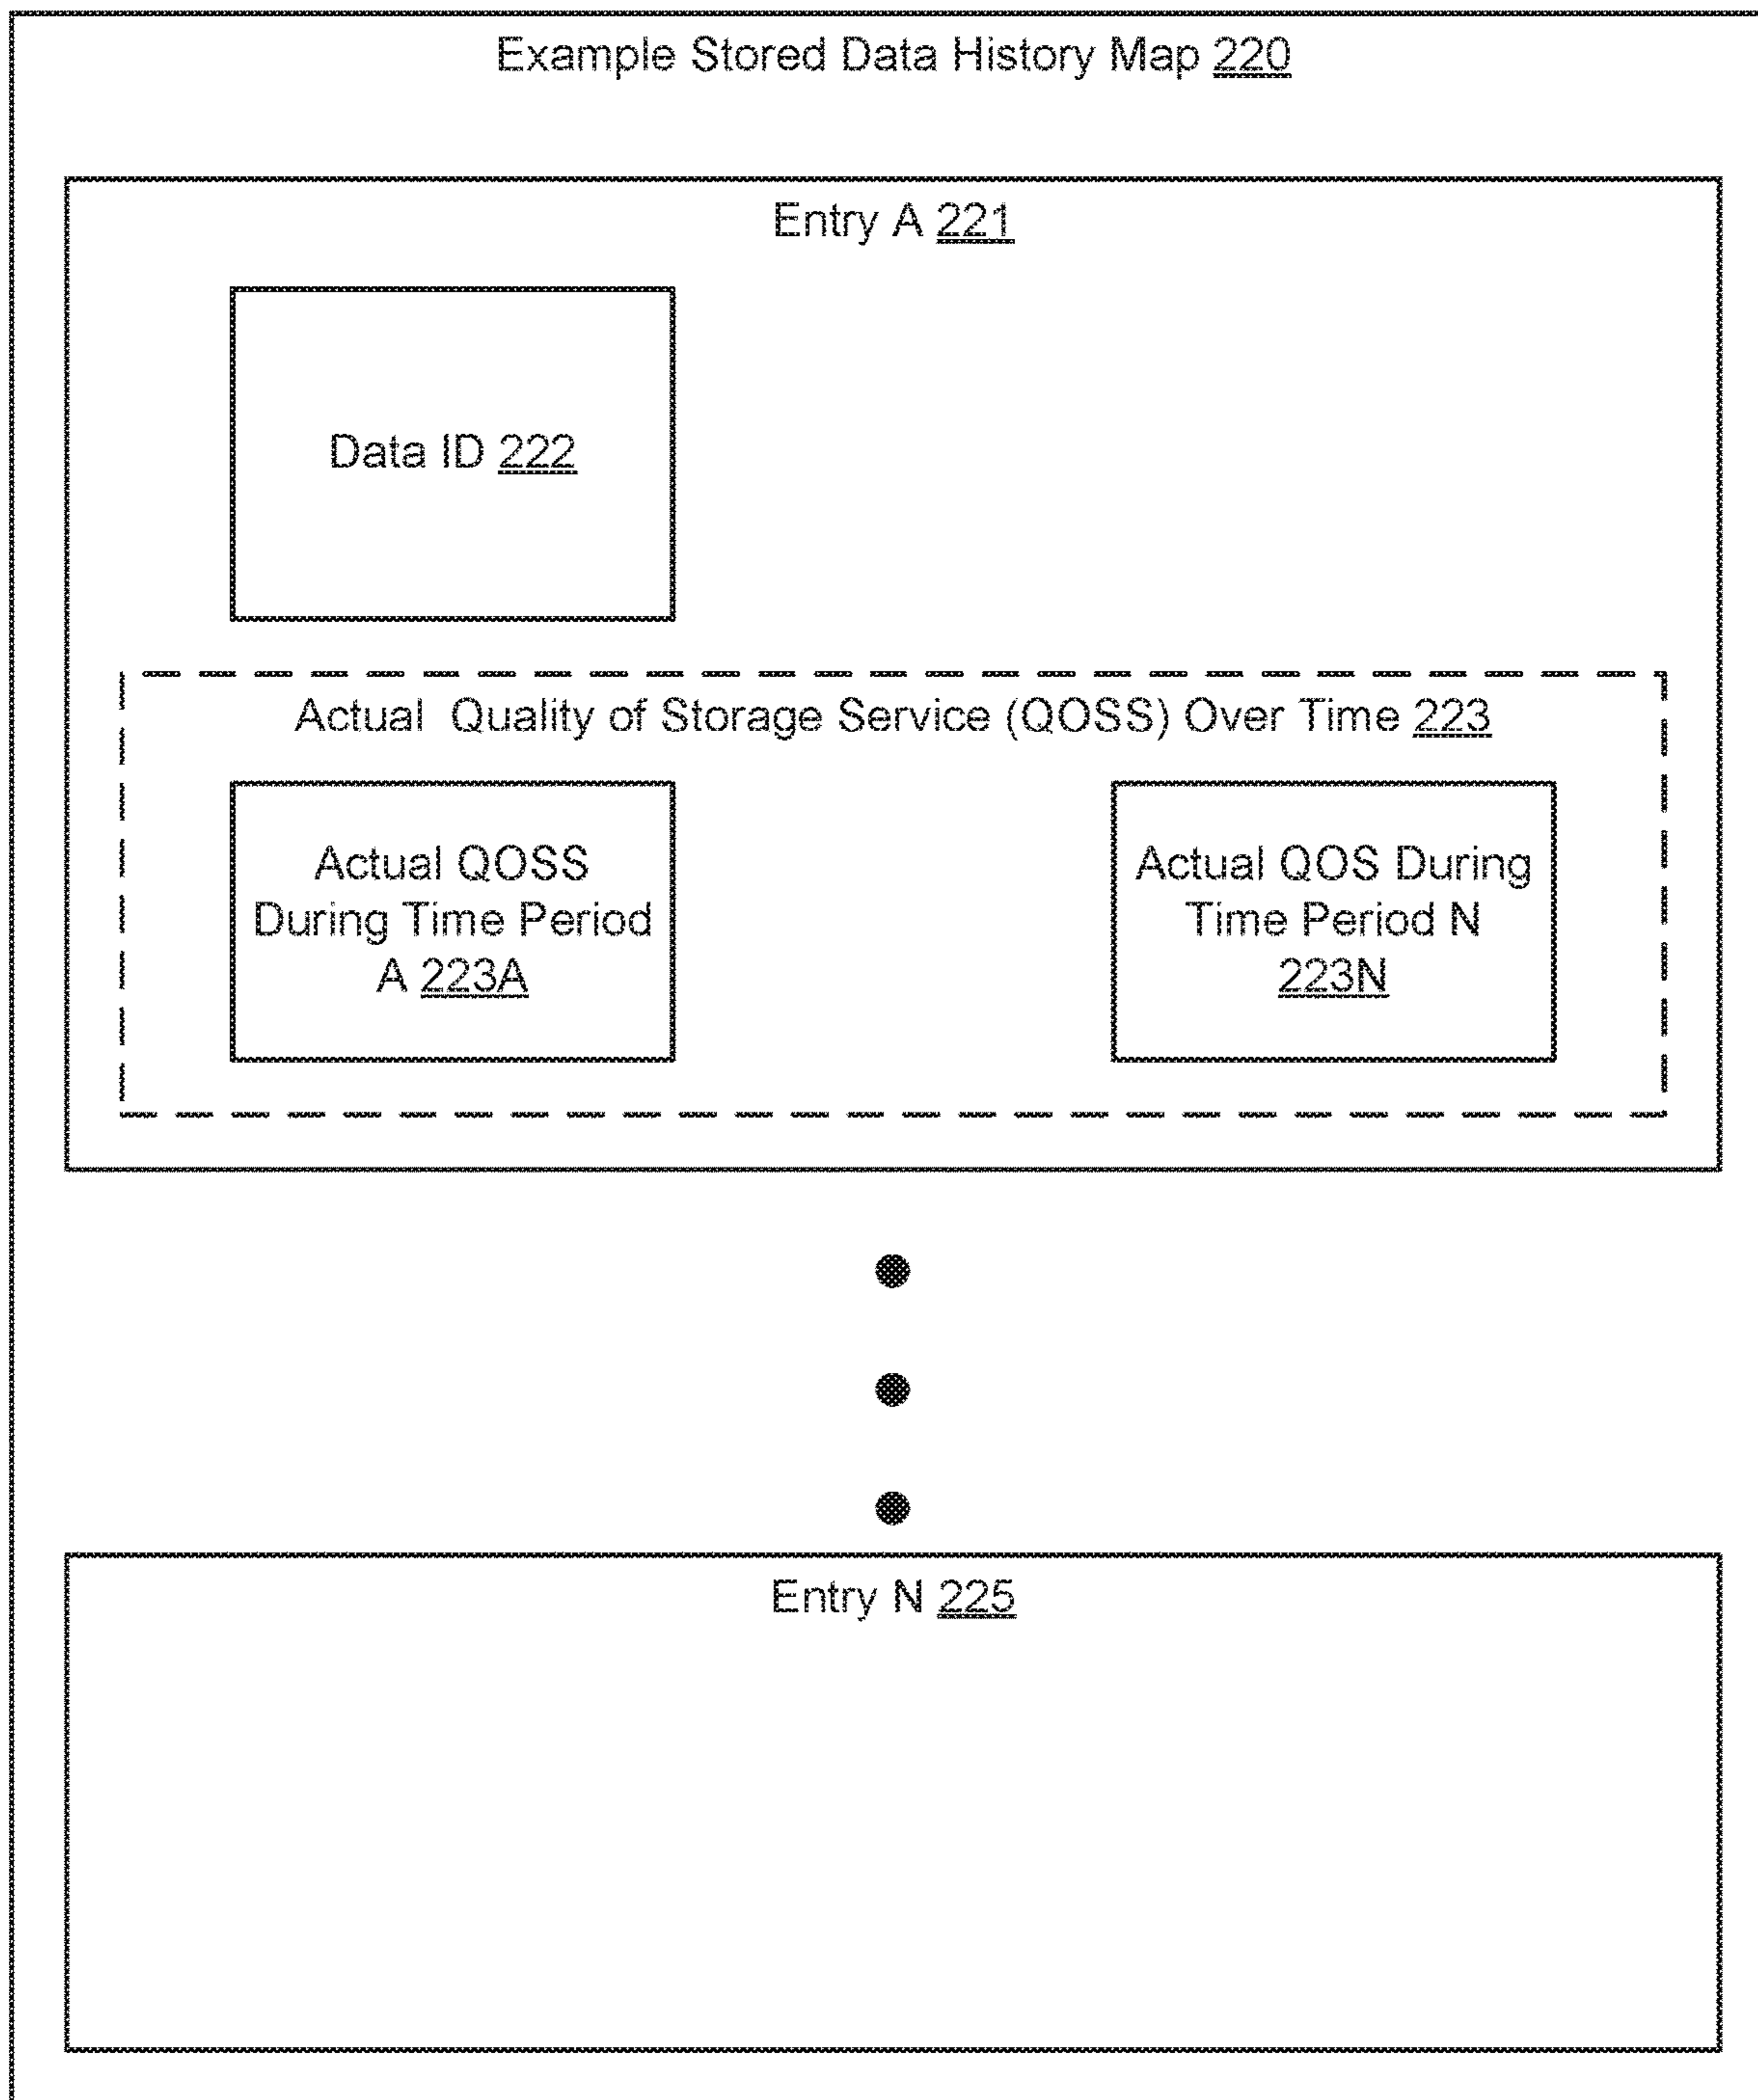 Example Stored Data History Map 220
Entry A 221
Data ID 222
Actual Quality of Storage Service (QOSS) Over Time 223
Actual QOSS
During Time Period
A 223A
Actual QOS During
Time Period N
223N
Entry N 225